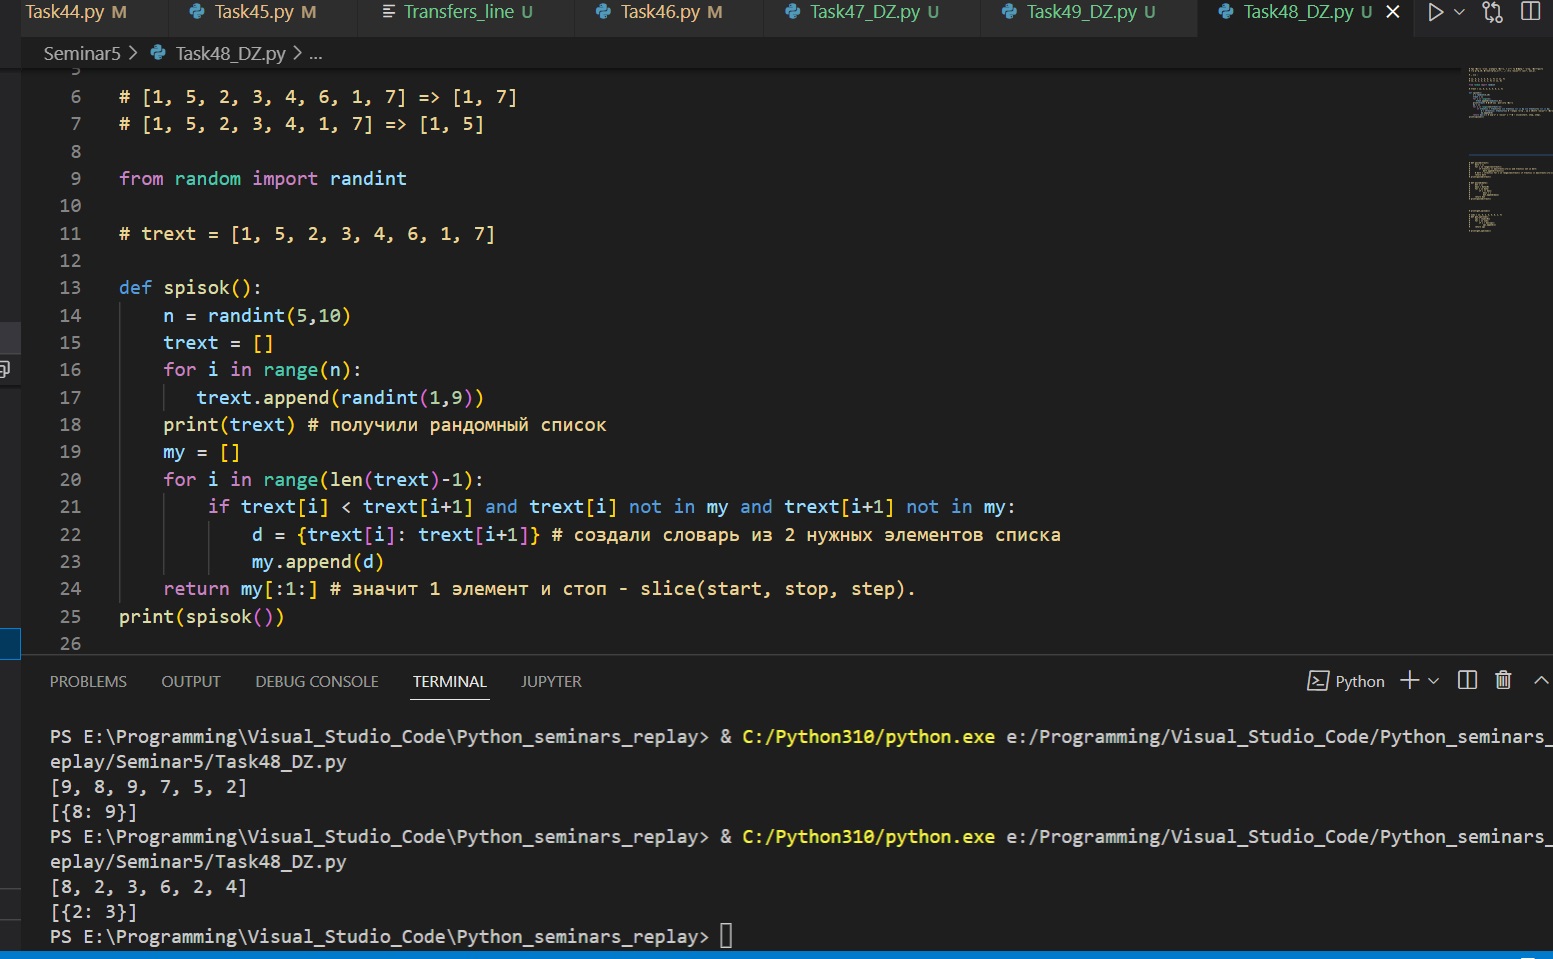 Task44.py M Task45.py M Transfers_line U Task46.py M Task47_DZ.py U Task49_DZ.py U Task48_DZ.py U
Seminar5 > Task48_DZ.py > ...
5
6 # [1, 5, 2, 3, 4, 6, 1, 7] => [1, 7]
7 # [1, 5, 2, 3, 4, 1, 7] => [1, 5]
8
9 from random import randint
10
11 # trext = [1, 5, 2, 3, 4, 6, 1, 7]
12
13 def spisok():
14     n = randint(5,10)
15     trext = []
16     for i in range(n):
17        trext.append(randint(1,9))
18     print(trext) # получили рандомный список
19     my = []
20     for i in range(len(trext)-1):
21         if trext[i] < trext[i+1] and trext[i] not in my and trext[i+1] not in my:
22             d = {trext[i]: trext[i+1]} # создали словарь из 2 нужных элементов списка
23             my.append(d)
24     return my[:1:] # значит 1 элемент и стоп - slice(start, stop, step).
25 print(spisok())
26
PROBLEMS OUTPUT DEBUG CONSOLE TERMINAL JUPYTER Python
PS E:\Programming\Visual_Studio_Code\Python_seminars_replay> & C:/Python310/python.exe e:/Programming/Visual_Studio_Code/Python_seminars_
eplay/Seminar5/Task48_DZ.py
[9, 8, 9, 7, 5, 2]
[{8: 9}]
PS E:\Programming\Visual_Studio_Code\Python_seminars_replay> & C:/Python310/python.exe e:/Programming/Visual_Studio_Code/Python_seminars_
eplay/Seminar5/Task48_DZ.py
[8, 2, 3, 6, 2, 4]
[{2: 3}]
PS E:\Programming\Visual_Studio_Code\Python_seminars_replay>